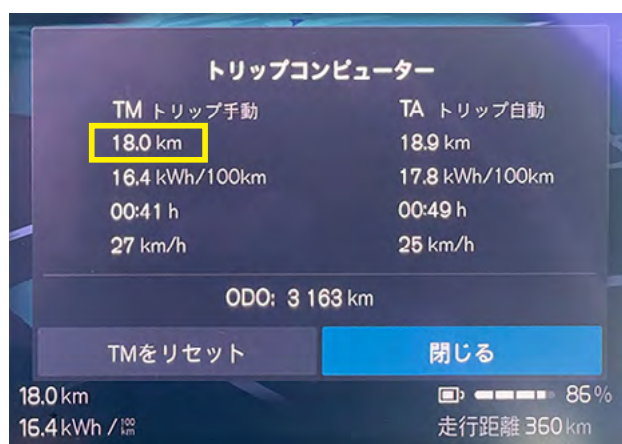 トリップコンピューター
TM トリップ手動
18.0 km
16.4 kWh/100km
00:41 h
27 km/h
TA トリップ自動
18.9 km
17.8 kWh/100km
00:49 h
25 km/h
ODO: 3 163 km
TMをリセット
閉じる
18.0 km
16.4 kWh / 100 km
86%
走行距離 360 km